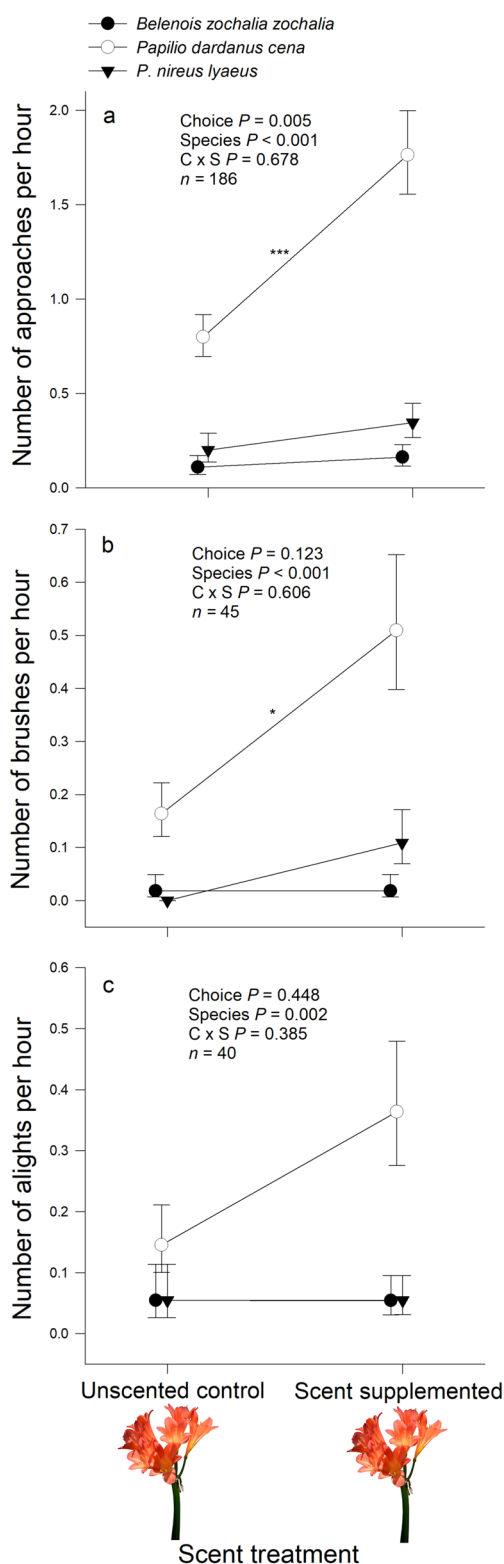 Belenois zochalia zochalia
Papilio dardanus cena
P. nireus lyaeus
a
Choice P = 0.005
Species P < 0.001
C x S P = 0.678
n = 186
***
Number of approaches per hour
2.0
1.5
1.0
0.5
0.0
b
Choice P = 0.123
Species P < 0.001
C x S P = 0.606
n = 45
*
Number of brushes per hour
0.7
0.6
0.5
0.4
0.3
0.2
0.1
0.0
c
Choice P = 0.448
Species P = 0.002
C x S P = 0.385
n = 40
Number of alights per hour
0.6
0.5
0.4
0.3
0.2
0.1
0.0
Unscented control
Scent supplemented
Scent treatment